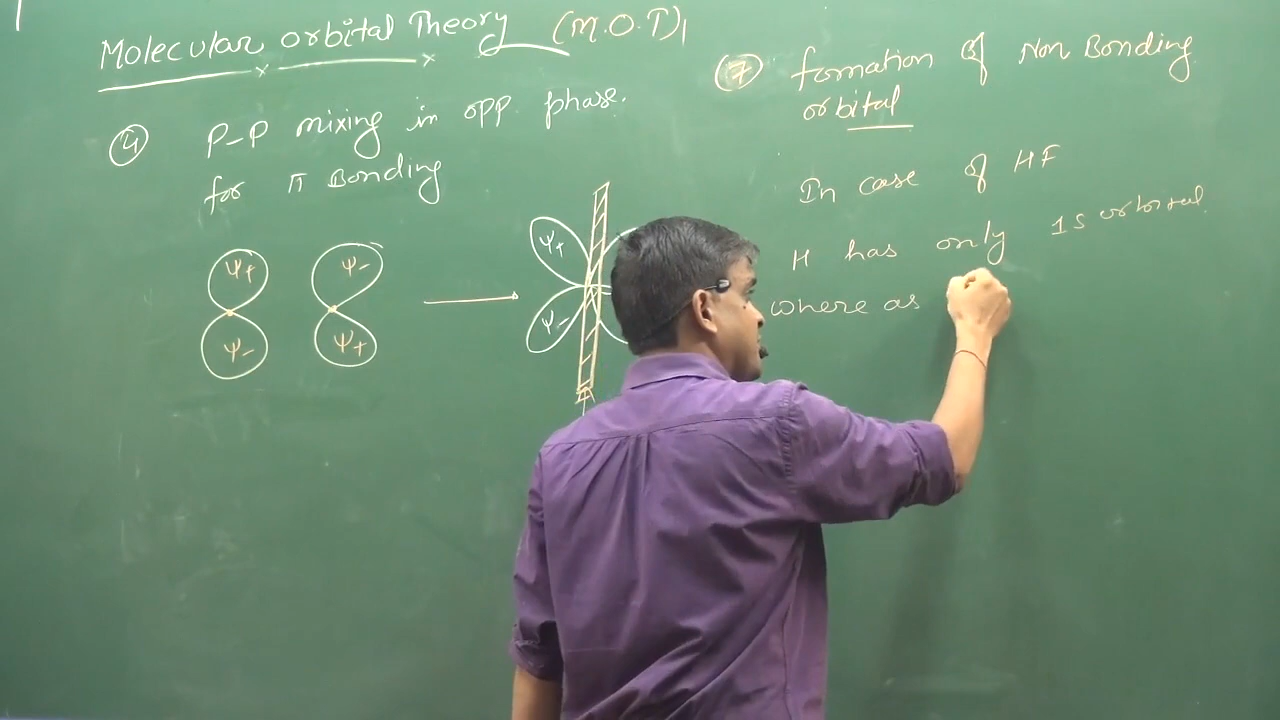 Molecular orbital Theory (M.O.T)
④ P-P mixing in opp. phase.
for π Bonding
Ψ+ Ψ-
Ψ- Ψ+
Ψ+
Ψ-
⑦ formation of Non Bonding
orbital
In case of HF
H has only 1s orbital.
where as